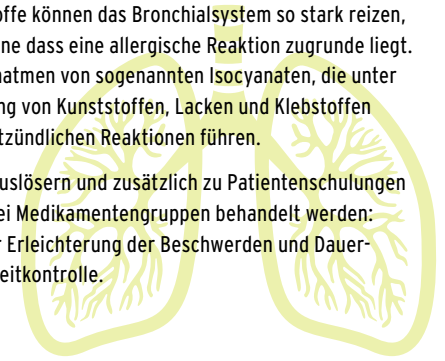 offe können das Bronchialsystem so stark reizen,
ne dass eine allergische Reaktion zugrunde liegt.
natmen von sogenannten Isocyanaten, die unter
ng von Kunststoffen, Lacken und Klebstoffen
tzündlichen Reaktionen führen.
uslösern und zusätzlich zu Patientenschulungen
ei Medikamentengruppen behandelt werden:
r Erleichterung der Beschwerden und Dauer-
eitkontrolle.